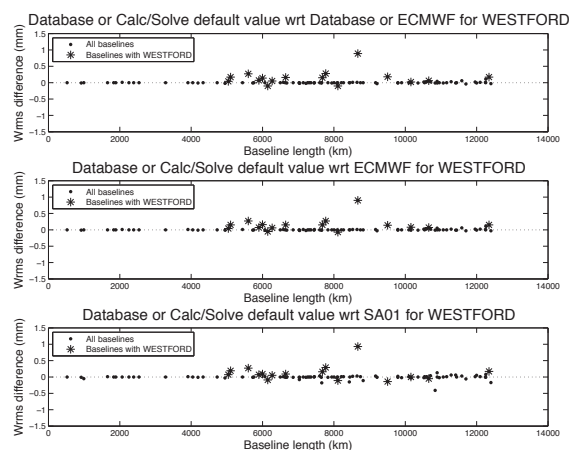 Database or Calc/Solve default value wrt Database or ECMWF for WESTFORD
Wrms difference (mm)
1.5
1
0.5
0
-0.5
-1
-1.5
All baselines
Baselines with WESTFORD
0 2000 4000 6000 8000 10000 12000 14000
Baseline length (km)
Database or Calc/Solve default value wrt ECMWF for WESTFORD
Wrms difference (mm)
1.5
1
0.5
0
-0.5
-1
-1.5
All baselines
Baselines with WESTFORD
0 2000 4000 6000 8000 10000 12000 14000
Baseline length (km)
Database or Calc/Solve default value wrt SA01 for WESTFORD
Wrms difference (mm)
1.5
1
0.5
0
-0.5
-1
-1.5
All baselines
Baselines with WESTFORD
0 2000 4000 6000 8000 10000 12000 14000
Baseline length (km)